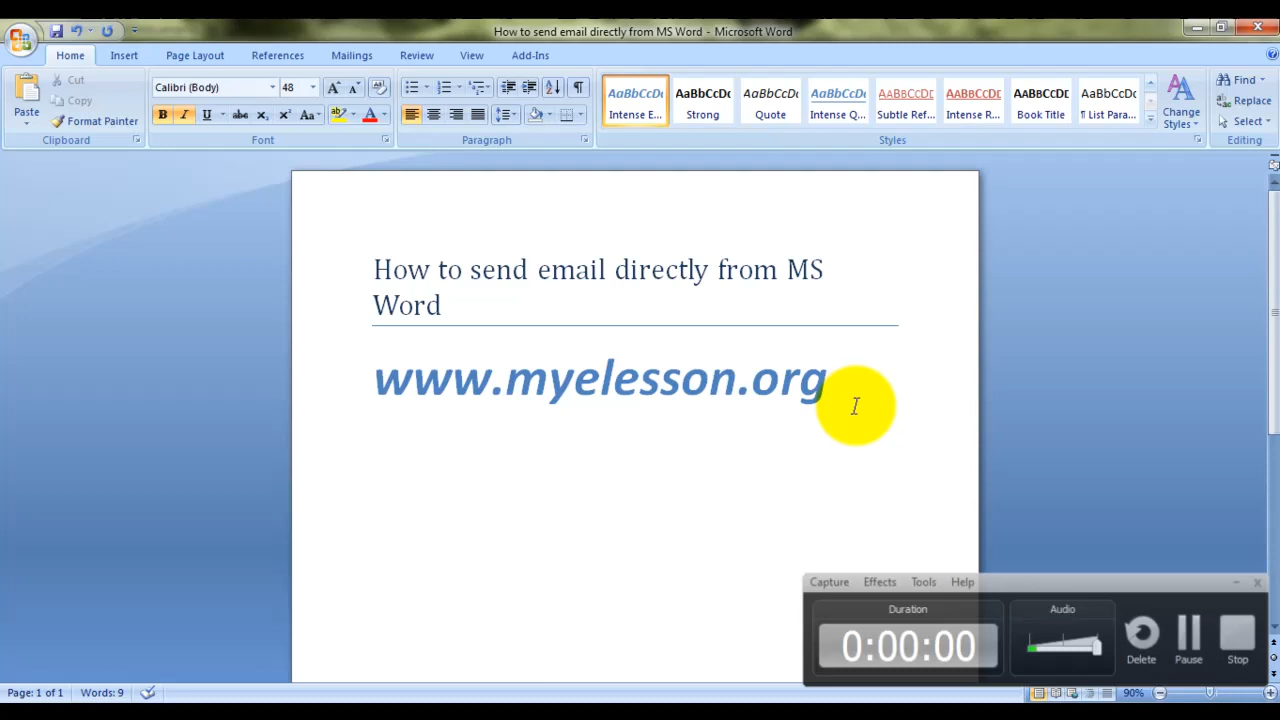 How to send email directly from MS Word - Microsoft Word
Home Insert Page Layout References Mailings Review View Add-Ins
Paste
Cut
Copy
Format Painter
Clipboard
Calibri (Body) 48
Font
Paragraph
AaBbCcDc AaBbCcDc AaBbCcDc AaBbCcDc AABBCCDC AABBCCDC AABBCCDC AaBbCcDc
Intense E... Strong Quote Intense Q... Subtle Ref... Intense R... Book Title ¶ List Para...
Change
Styles
Styles
Find
Replace
Select
Editing
How to send email directly from MS
Word
www.myelesson.org
Capture Effects Tools Help
Duration
0:00:00
Audio
Delete Pause Stop
Page: 1 of 1 Words: 9
90%